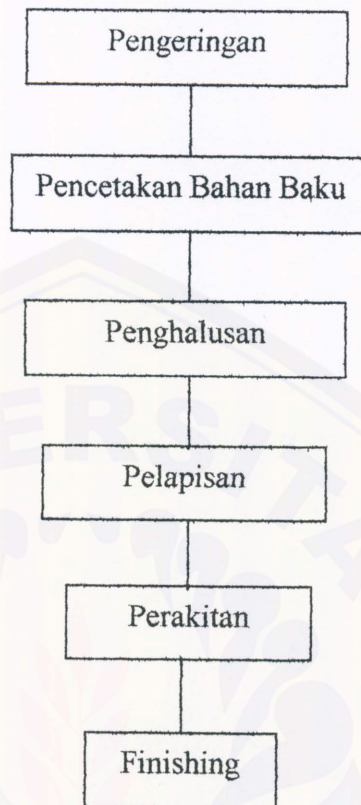 Pengeringan
Pencetakan Bahan Baku
Penghalusan
Pelapisan
Perakitan
Finishing